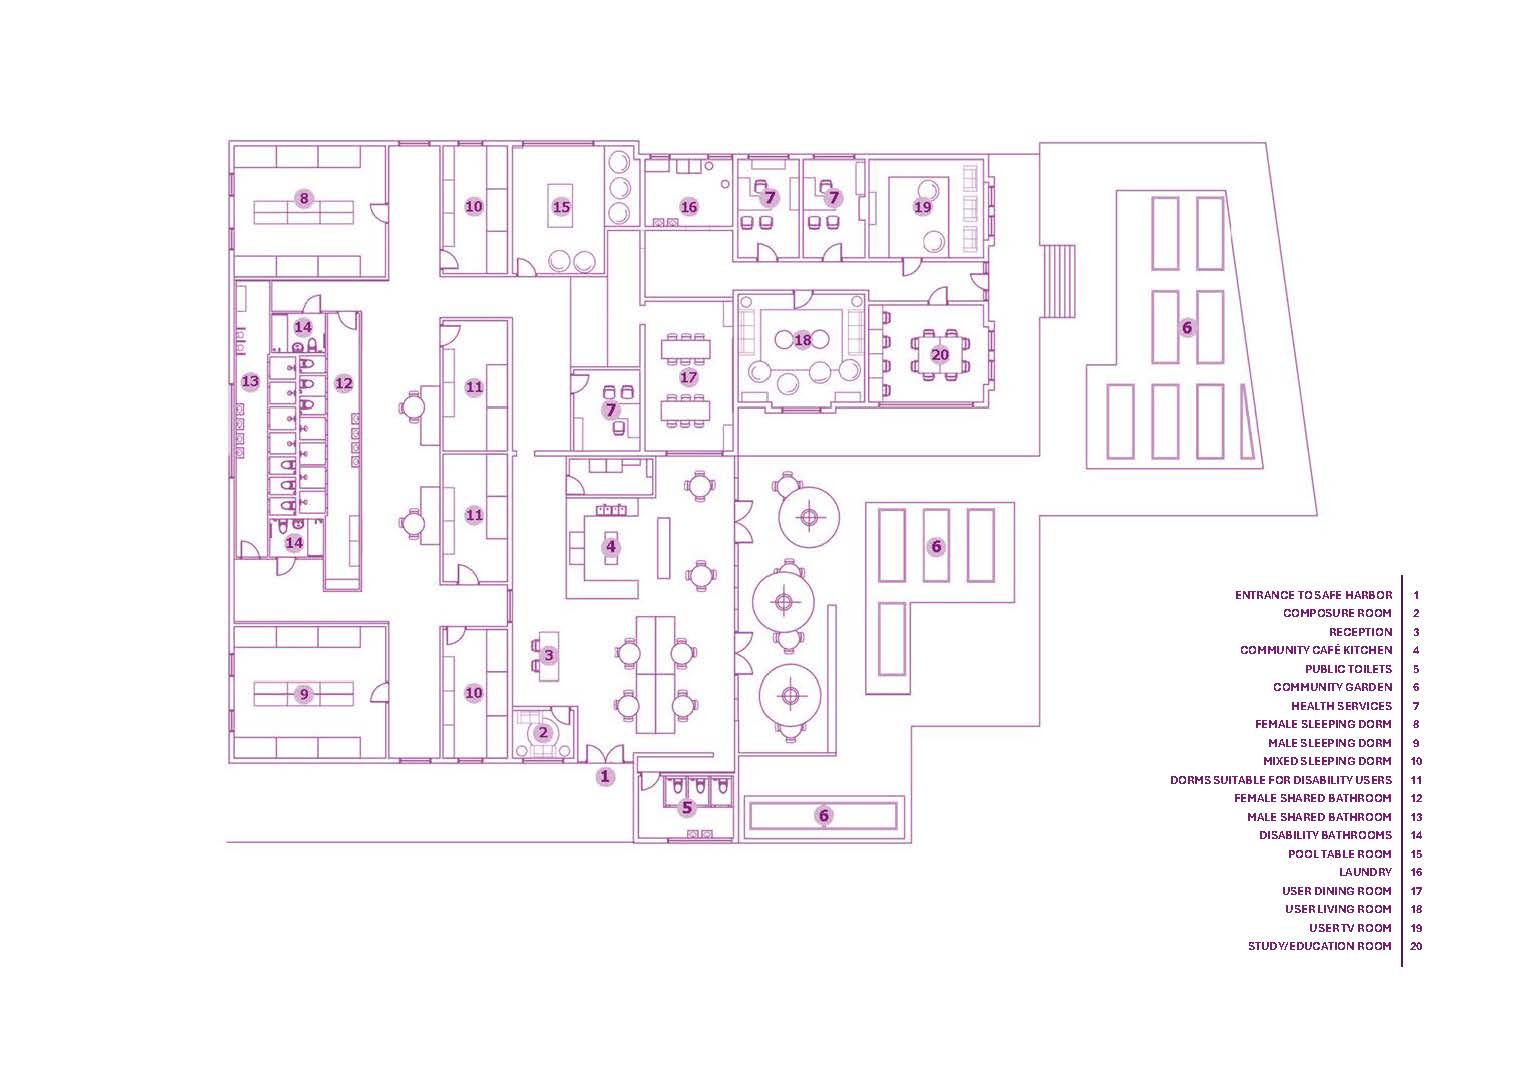 8
10
15
16
7
7
19
6
14
13
12
11
7
17
18
20
11
14
4
6
3
9
10
2
1
5
6
ENTRANCE TO SAFE HARBOR 1
COMPOSURE ROOM 2
RECEPTION 3
COMMUNITY CAFÉ KITCHEN 4
PUBLIC TOILETS 5
COMMUNITY GARDEN 6
HEALTH SERVICES 7
FEMALE SLEEPING DORM 8
MALE SLEEPING DORM 9
MIXED SLEEPING DORM 10
DORMS SUITABLE FOR DISABILITY USERS 11
FEMALE SHARED BATHROOM 12
MALE SHARED BATHROOM 13
DISABILITY BATHROOMS 14
POOL TABLE ROOM 15
LAUNDRY 16
USER DINING ROOM 17
USER LIVING ROOM 18
USER TV ROOM 19
STUDY/EDUCATION ROOM 20